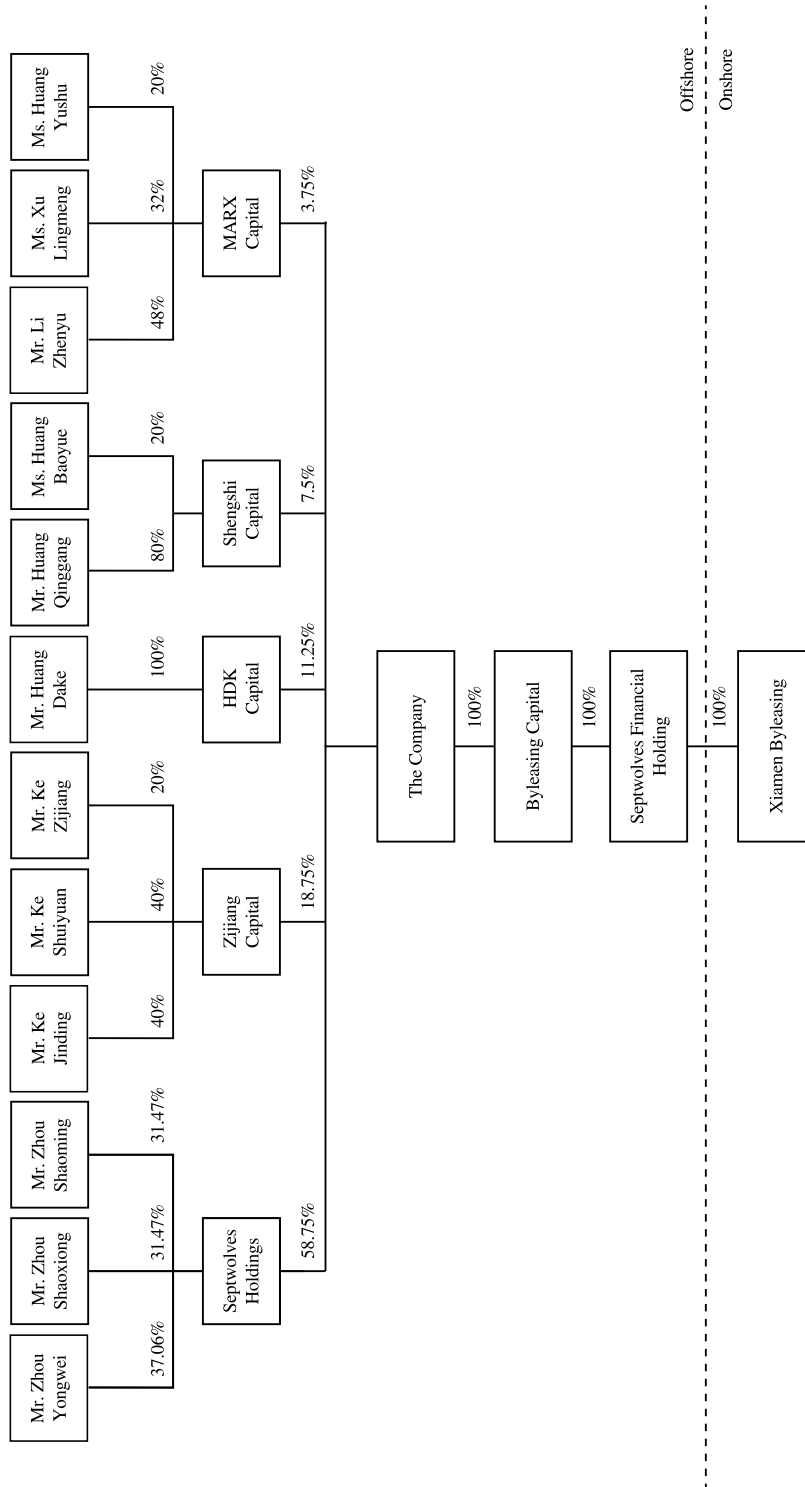 Mr. Zhou
Yongwei
Mr. Zhou
Shaoxiong
Mr. Zhou
Shaoming
Mr. Ke
Jinding
Mr. Ke
Shuiyuan
Mr. Ke
Zijiang
Mr. Huang
Dake
Mr. Huang
Qinggang
Ms. Huang
Baoyue
Mr. Li
Zhenyu
Ms. Xu
Lingmeng
Ms. Huang
Yushu
37.06%
31.47%
31.47%
40%
40%
20%
100%
80%
20%
48%
32%
20%
Septwolves
Holdings
Zijiang
Capital
HDK
Capital
Shengshi
Capital
MARX
Capital
58.75%
18.75%
11.25%
7.5%
3.75%
The Company
100%
Byleasing Capital
100%
Septwolves Financial
Holding
Offshore
100%
Onshore
Xiamen Byleasing